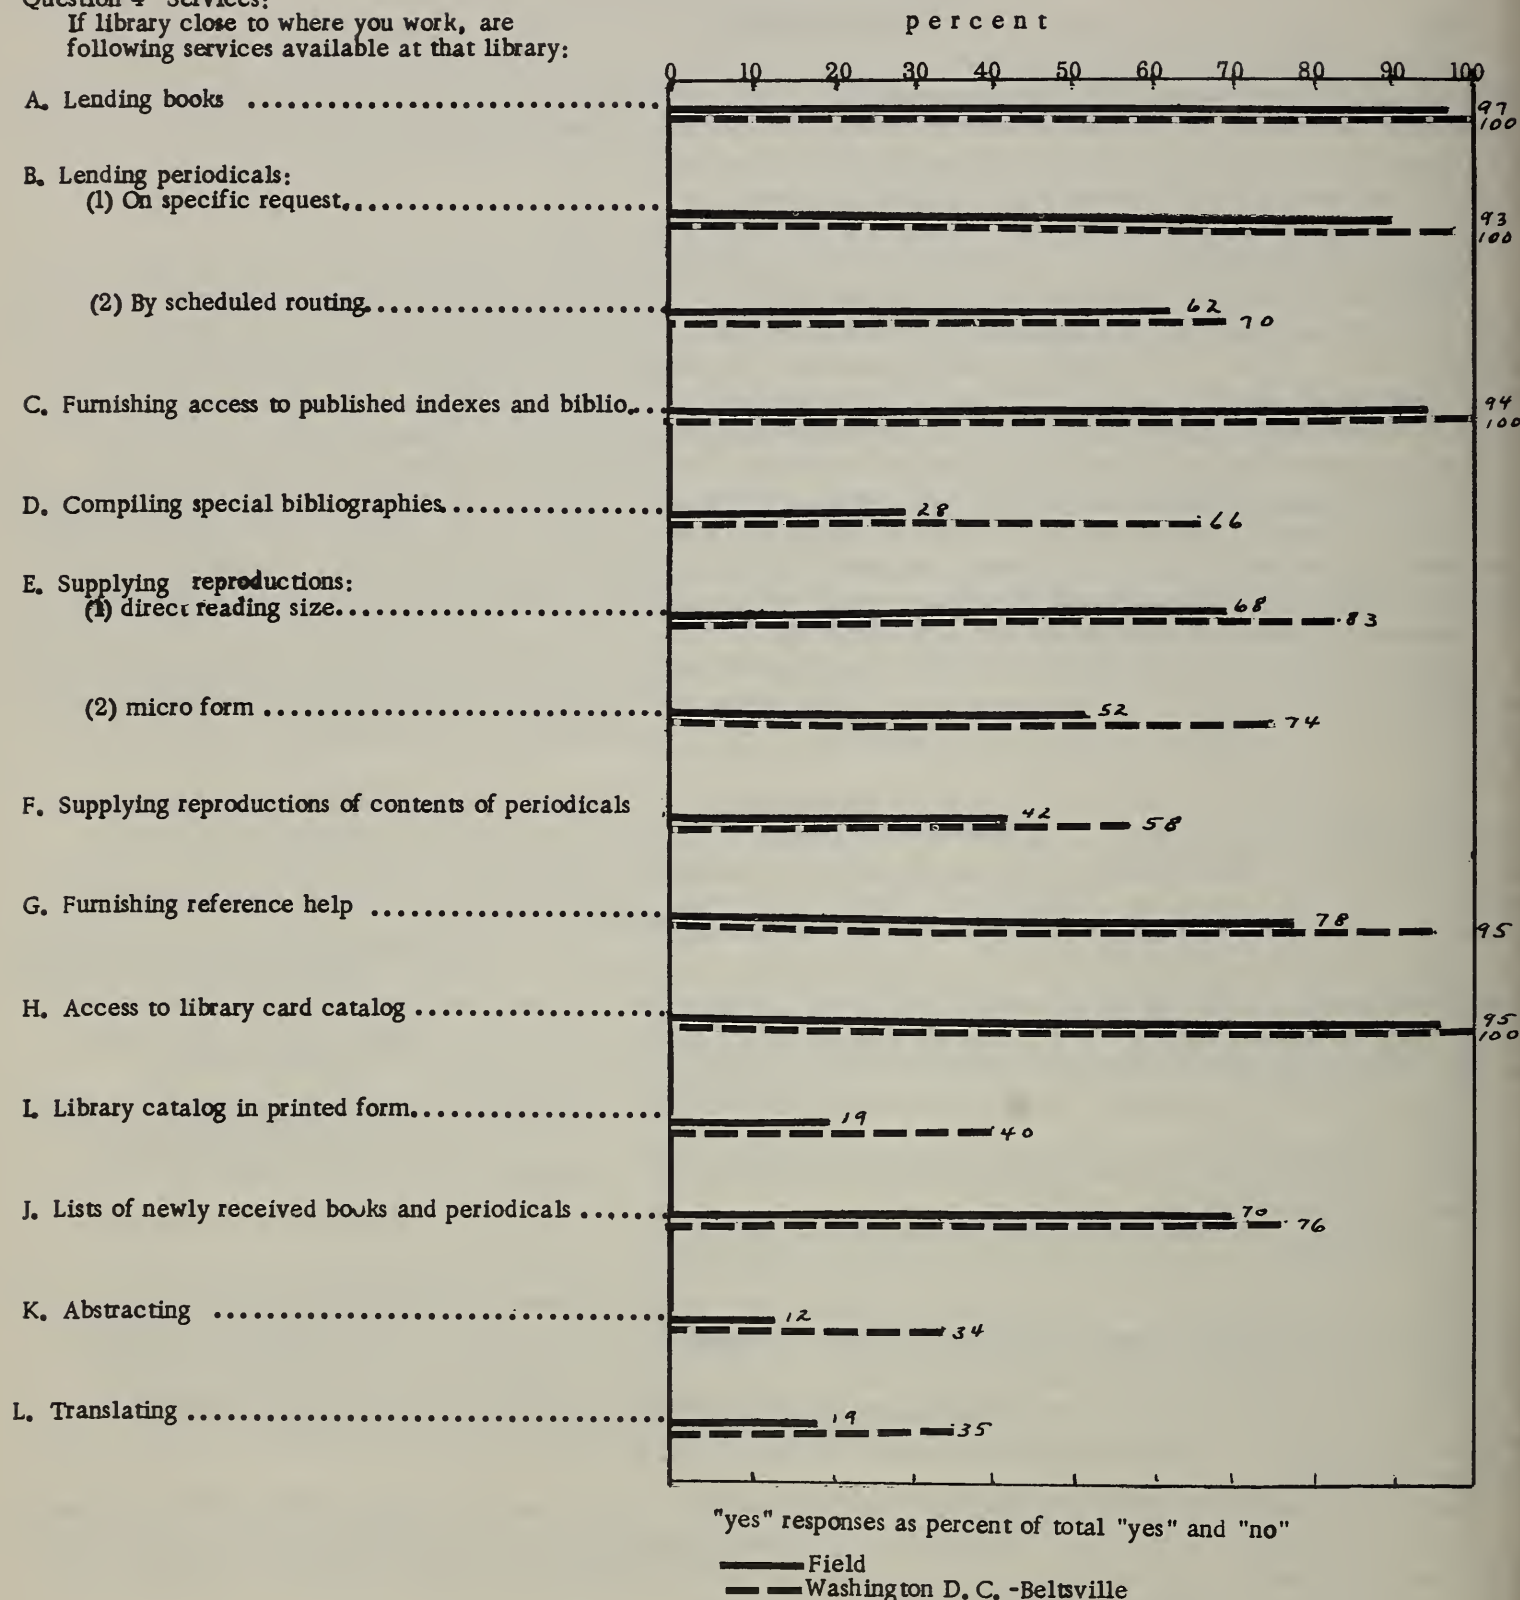 Question 4 Services:
If library close to where you work, are
following services available at that library:
percent
0 10 20 30 40 50 60 70 80 90 100
A. Lending books
97
100
B. Lending periodicals:
(1) On specific request
93
100
(2) By scheduled routing
62
70
C. Furnishing access to published indexes and biblio.
94
100
D. Compiling special bibliographies
28
66
E. Supplying reproductions:
(1) direct reading size
68
83
(2) micro form
52
74
F. Supplying reproductions of contents of periodicals
42
58
G. Furnishing reference help
78
95
H. Access to library card catalog
95
100
I. Library catalog in printed form
19
40
J. Lists of newly received books and periodicals
70
76
K. Abstracting
12
34
L. Translating
19
35
"yes" responses as percent of total "yes" and "no"
Field
Washington D. C. -Beltsville